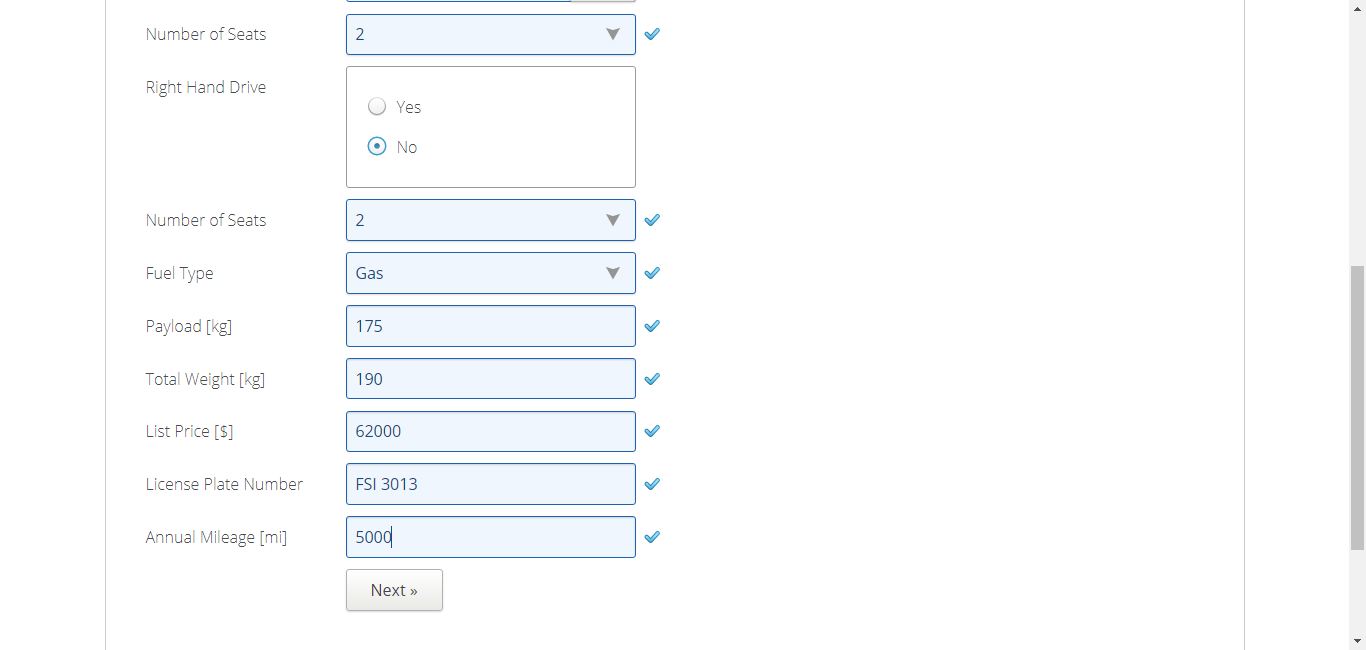 Number of Seats 2
Right Hand Drive
Yes
No
Number of Seats 2
Fuel Type Gas
Payload [kg] 175
Total Weight [kg] 190
List Price [$] 62000
License Plate Number FSI 3013
Annual Mileage [mi] 5000
Next »